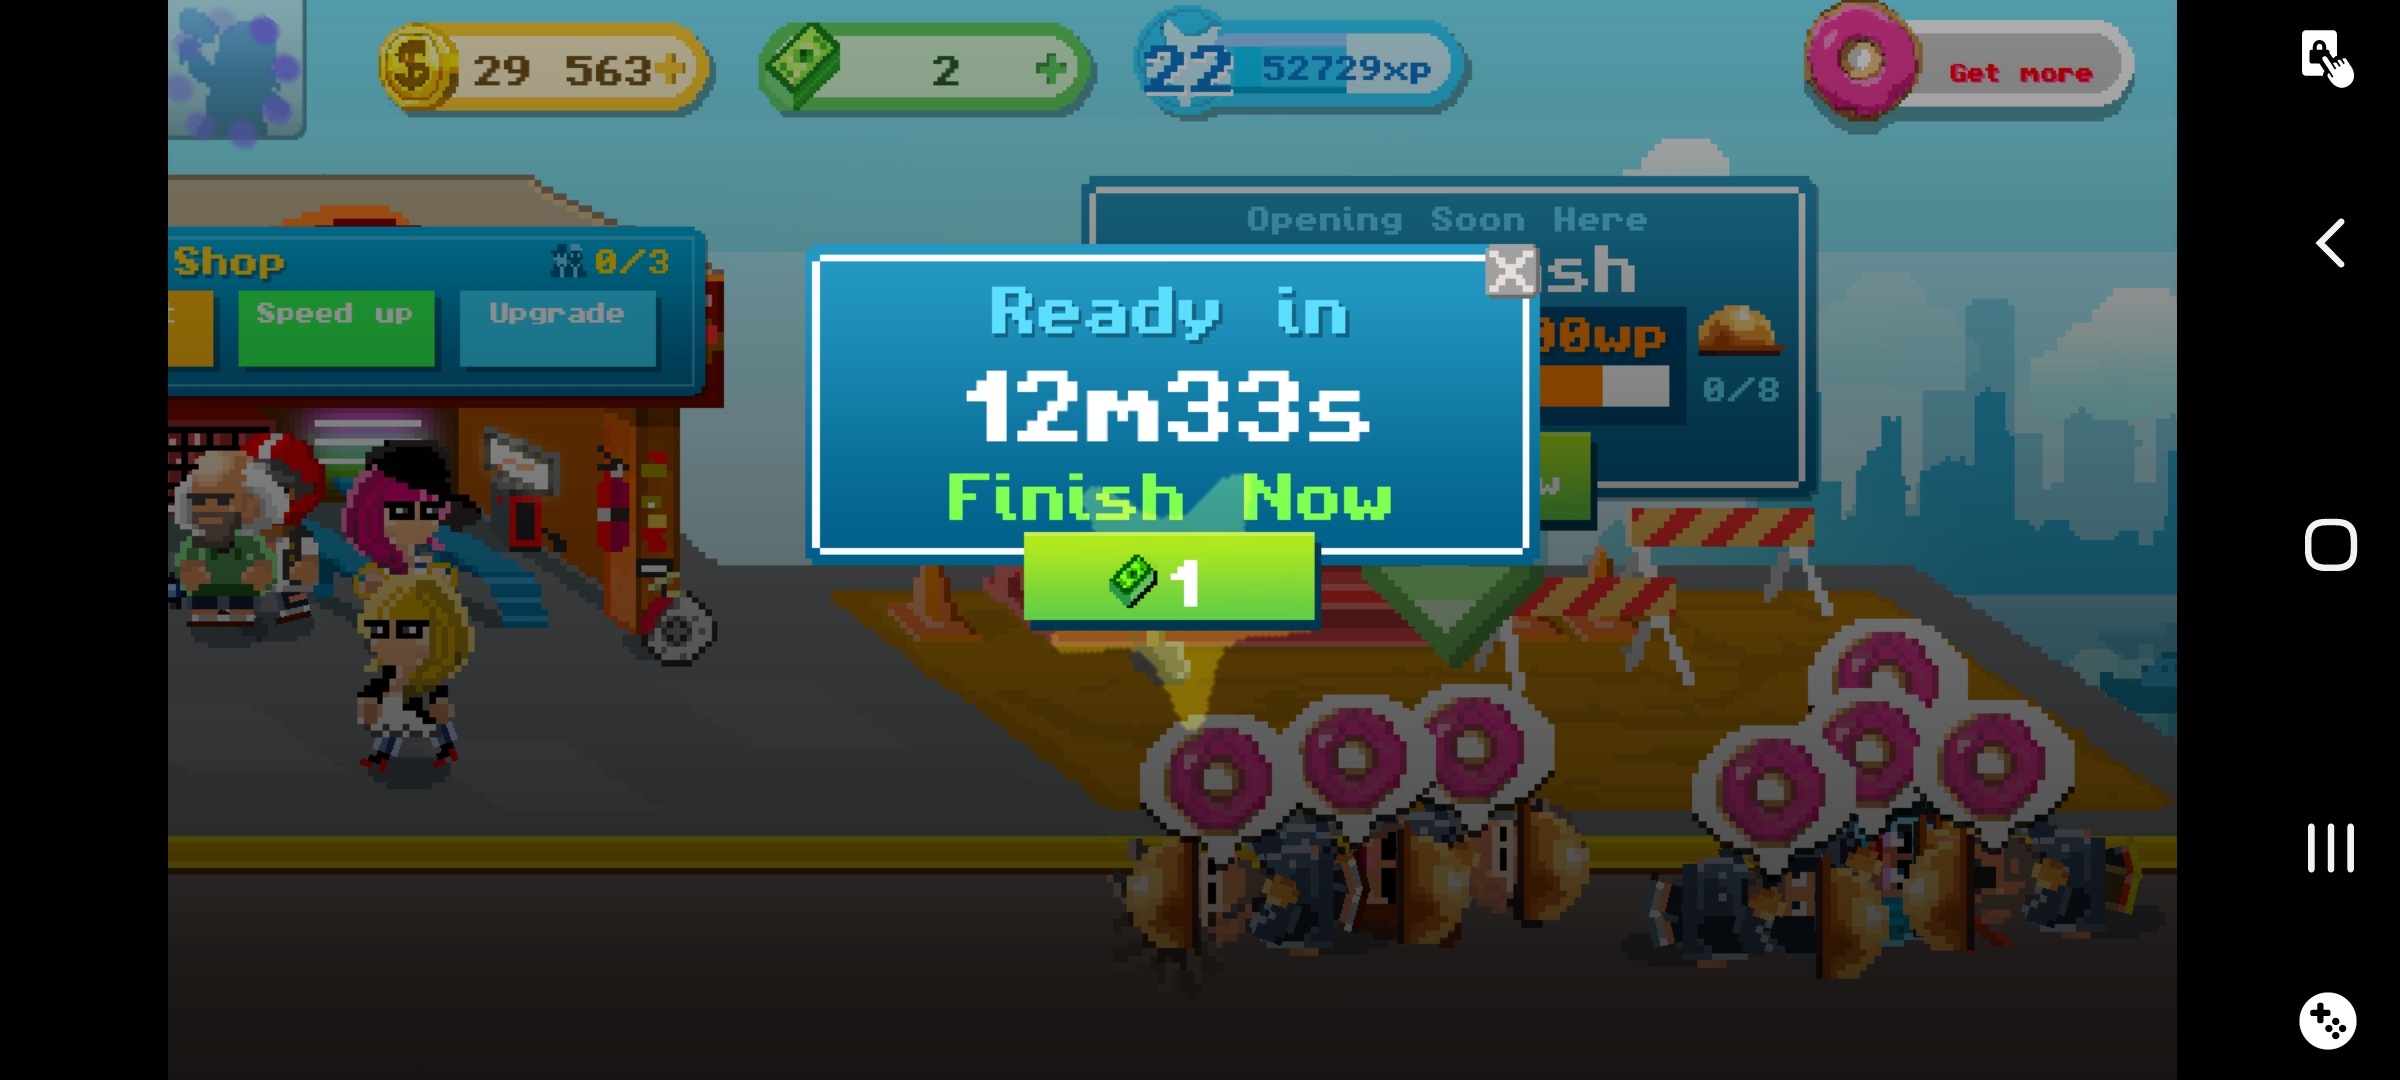 29 563
2
22 52729xp
Get more
Shop
0/3
Speed up
Upgrade
Opening Soon Here
0/8
Ready in
12m33s
Finish Now
1